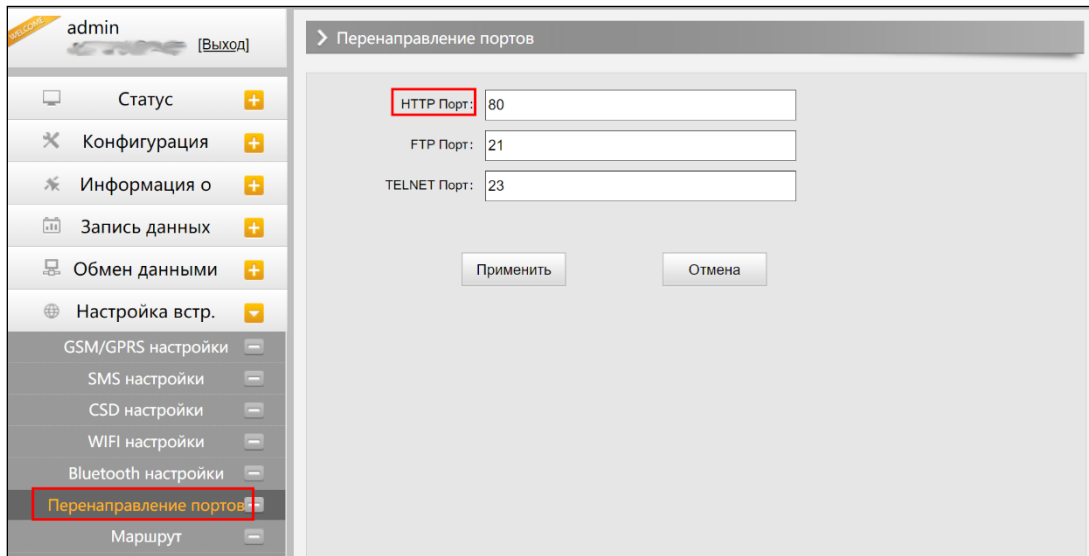 WELCOME
admin
[Выход]
Статус
Конфигурация
Информация о
Запись данных
Обмен данными
Настройка встр.
GSM/GPRS настройки
SMS настройки
CSD настройки
WIFI настройки
Bluetooth настройки
Перенаправление портов
Маршрут
Перенаправление портов
HTTP Порт: 80
FTP Порт: 21
TELNET Порт: 23
Применить Отмена